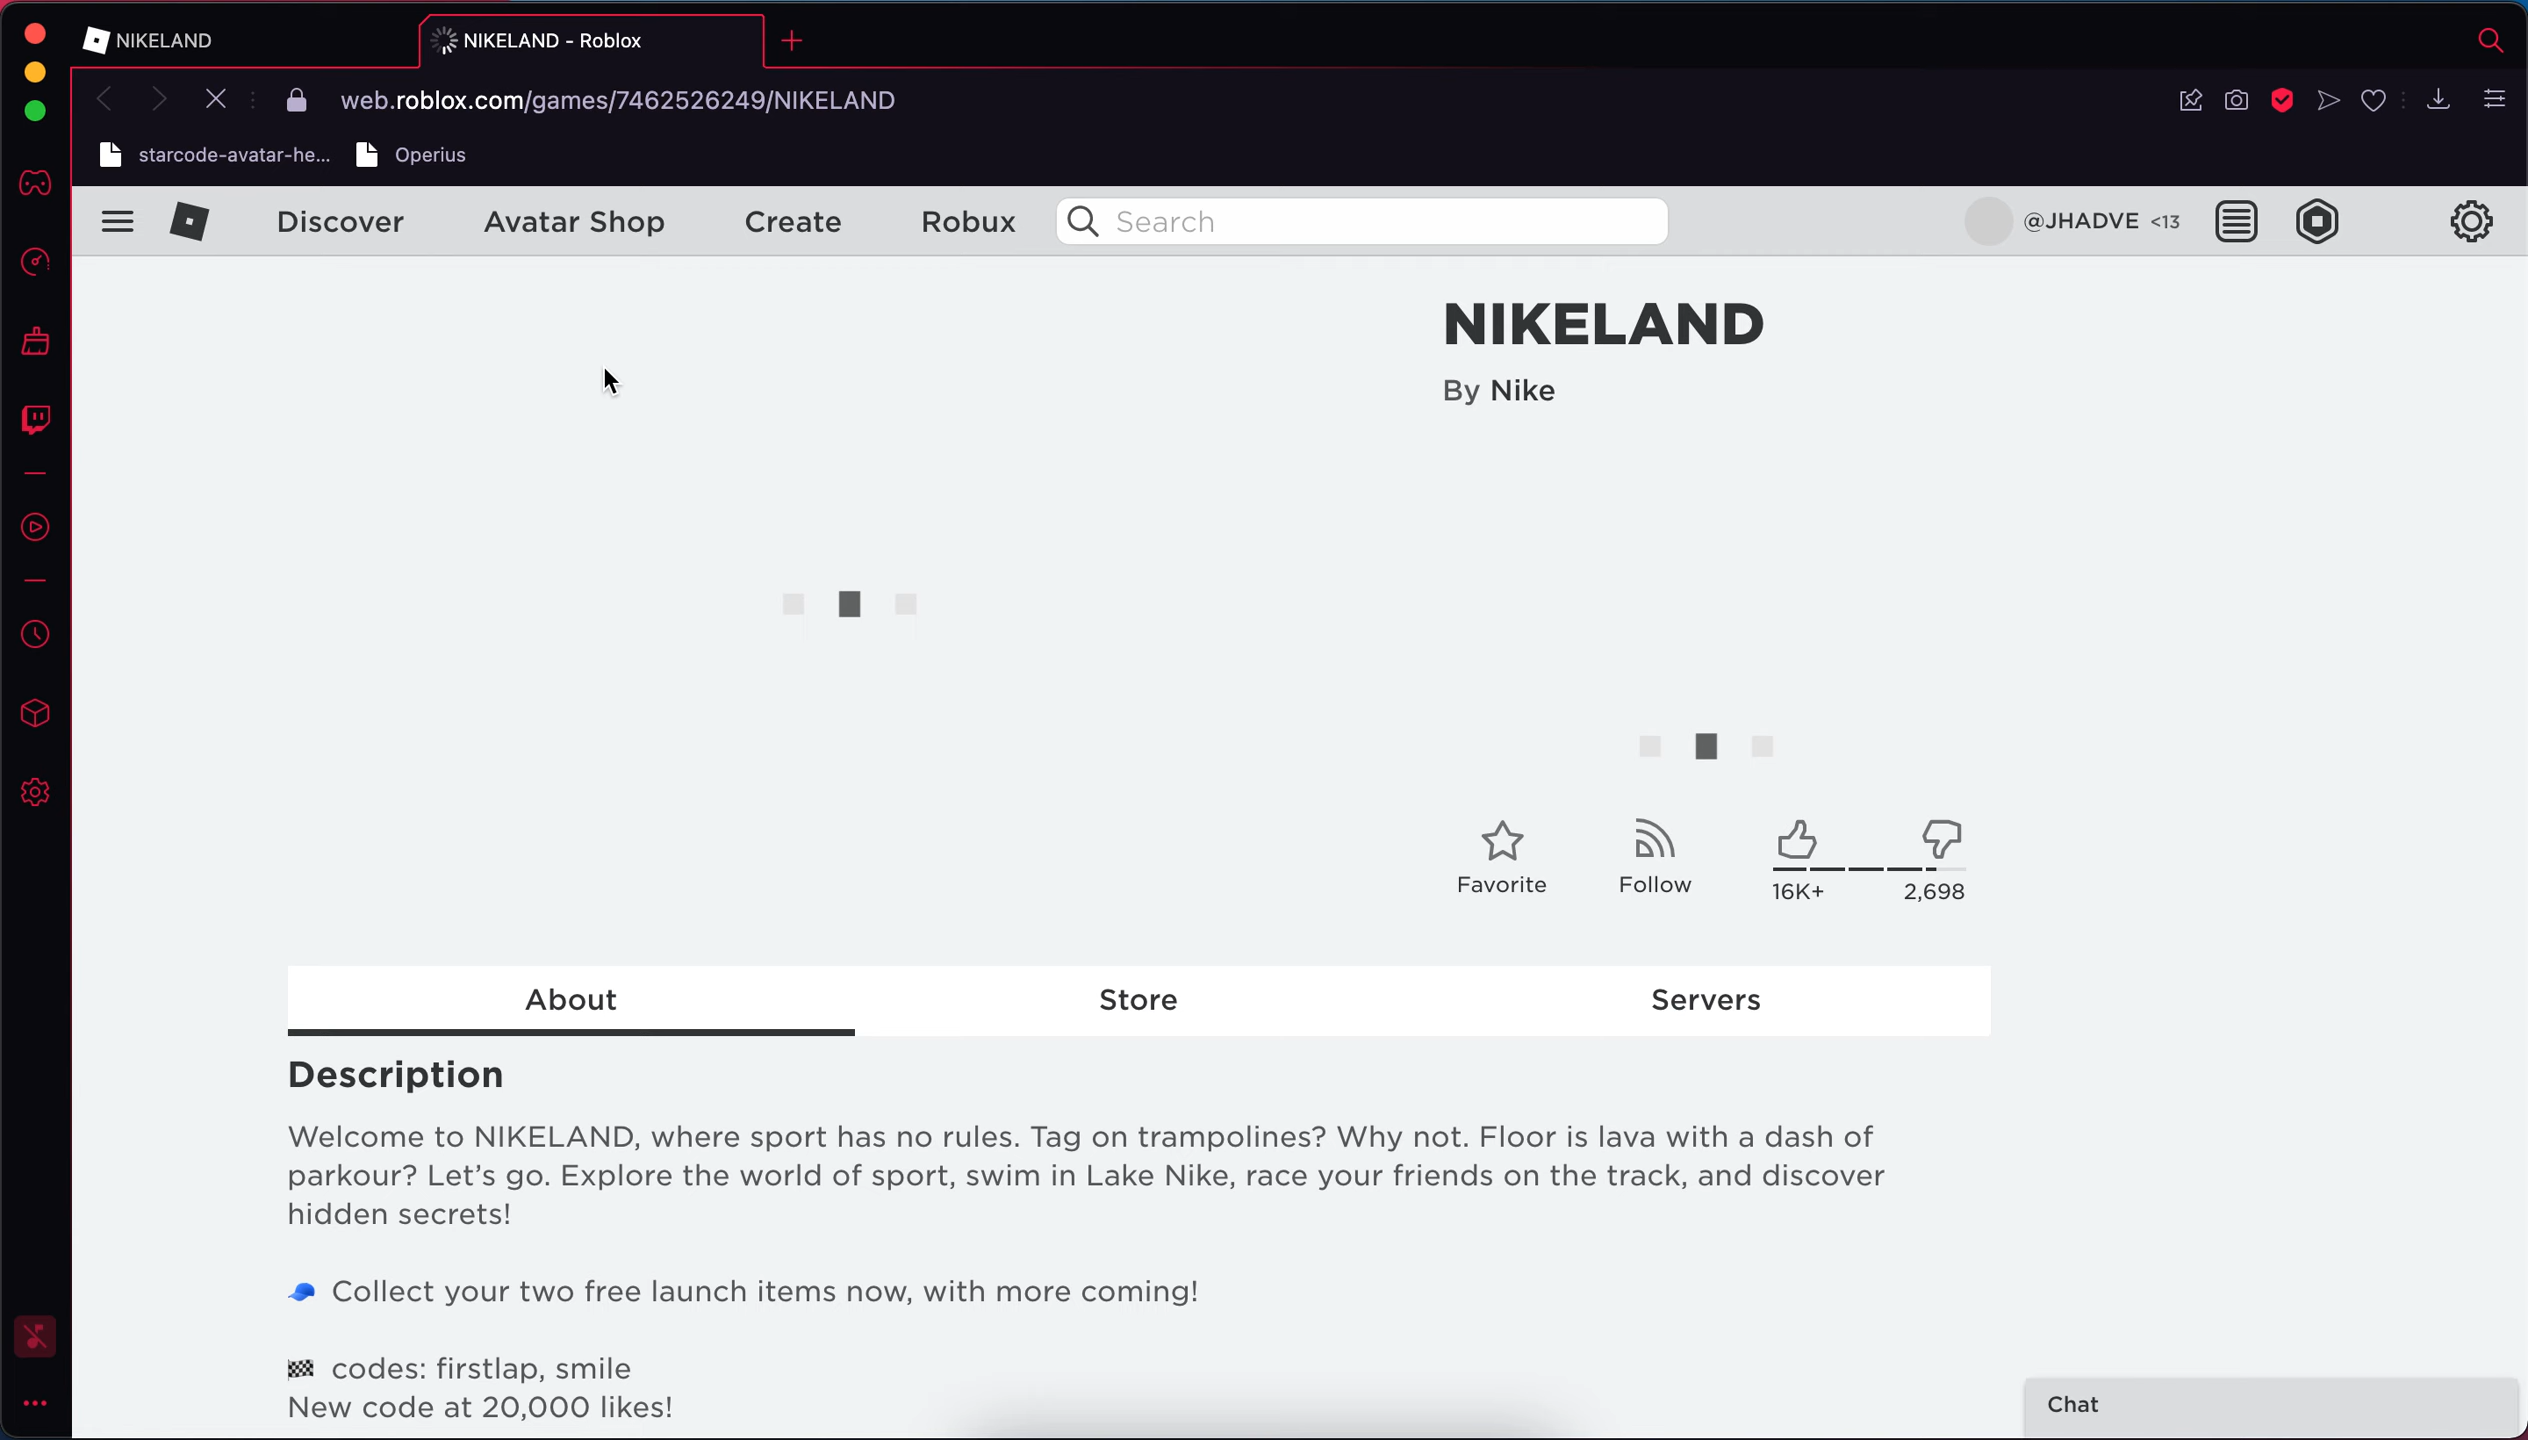 NIKELAND
NIKELAND - Roblox
web.roblox.com/games/7462526249/NIKELAND
starcode-avatar-he...
Operius
Discover
Avatar Shop
Create
Robux
Search
@JHADVE <13
NIKELAND
By Nike
Favorite
Follow
16K+
2,698
About
Store
Servers
Description
Welcome to NIKELAND, where sport has no rules. Tag on trampolines? Why not. Floor is lava with a dash of
parkour? Let's go. Explore the world of sport, swim in Lake Nike, race your friends on the track, and discover
hidden secrets!
🧢 Collect your two free launch items now, with more coming!
🏁 codes: firstlap, smile
New code at 20,000 likes!
Chat